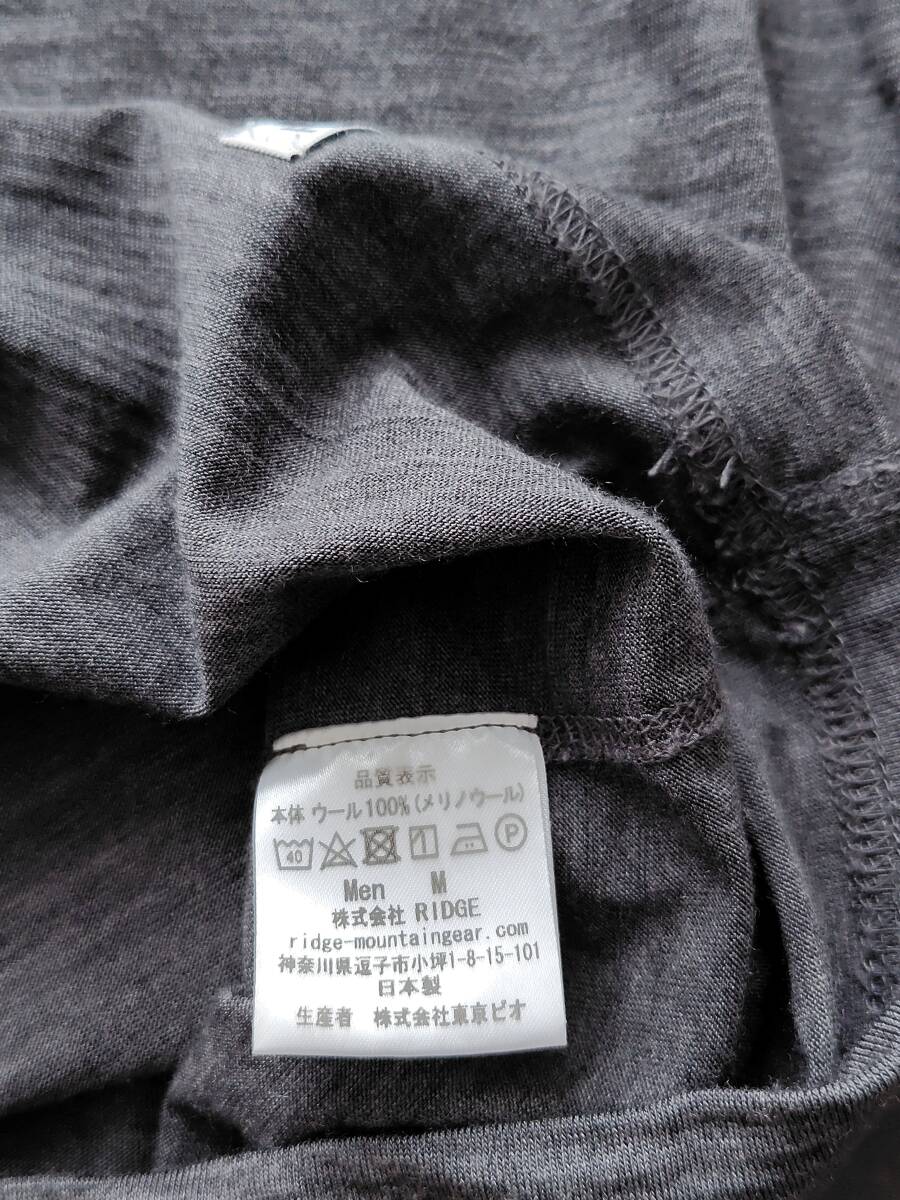 品質表示
本体 ウール100%(メリノウール)
40 P
Men M
株式会社 RIDGE
ridge-mountaingear.com
神奈川県逗子市小坪1-8-15-101
日本製
生産者 株式会社東京ビオ